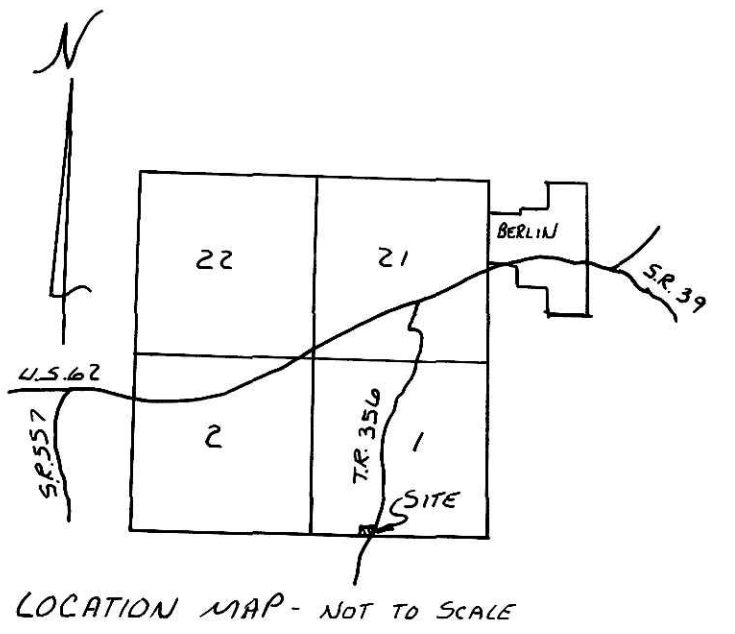 N
22
21
BERLIN
S.R. 39
U.S.62
S.R.557
2
T.R. 356
1
SITE
LOCATION MAP - NOT TO SCALE